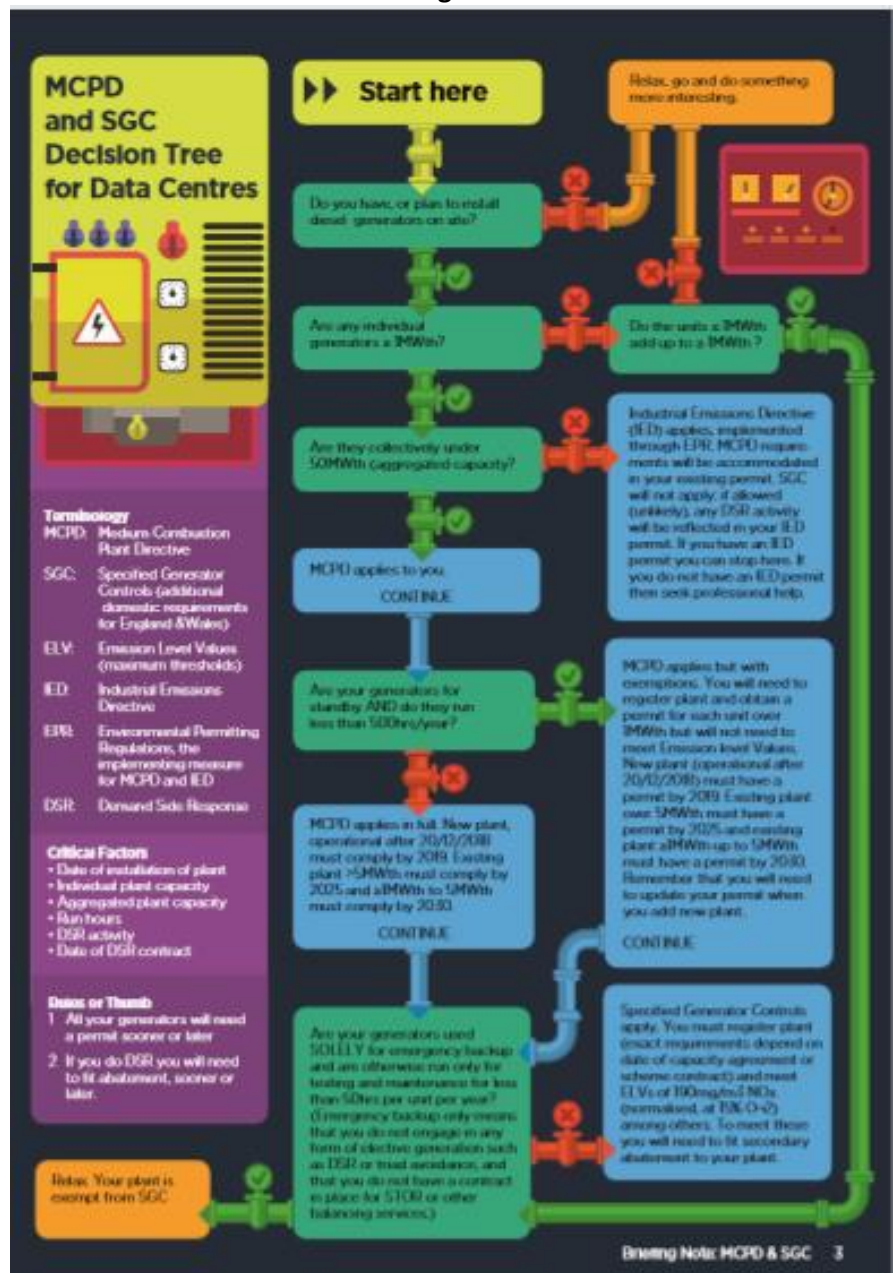 MCPD
and SGC
Decision Tree
for Data Centres
Terminology
MCPD: Medium Combustion
Plant Directive
SGC: Specified Generator
Controls (additional
domestic requirements
for England &Wales)
ELV: Emission Level Values
(maximum thresholds)
IED: Industrial Emissions
Directive
EPR: Environmental Permitting
Regulations, the
implementing measure
for MCPD and IED
DSR: Demand Side Response
Critical Factors
• Date of installation of plant
• Individual plant capacity
• Aggregated plant capacity
• Run hours
• DSR activity
• Date of DSR contract
Rules or Thumb
1 All your generators will need
a permit sooner or later
2 If you do DSR you will need
to fit abatement, sooner or
later.
Start here
Relax, go and do something
more interesting.
Do you have, or plan to install
diesel generators on site?
Are any individual
generators ≥ 1MWth?
Do the units ≤ 1MWth
add up to ≥ 1MWth ?
Are they collectively under
50MWth (aggregated capacity?
Industrial Emissions Directive
(IED) applies, implemented
through EPR. MCPD require-
ments will be accommodated
in your existing permit. SGC
will not apply; if allowed
(unlikely), any DSR activity
will be reflected in your IED
permit. If you have an IED
permit you can stop here. If
you do not have an IED permit
then seek professional help.
MCPD applies to you.
CONTINUE
Are your generators for
standby AND do they run
less than 500hrs/year?
MCPD applies but with
exemptions. You will need to
register plant and obtain a
permit for each unit over
1MWth but will not need to
meet Emission level Values.
New plant (operational after
20/12/2018) must have a
permit by 2019. Existing plant
over 5MWth must have a
permit by 2025 and existing
plant ≥1MWth up to 5MWth
must have a permit by 2030.
Remember that you will need
to update your permit when
you add new plant.
CONTINUE
MCPD applies in full. New plant,
operational after 20/12/2018
must comply by 2019. Existing
plant >5MWth must comply by
2025 and ≥1MWth to 5MWth
must comply by 2030.
CONTINUE
Are your generators used
SOLELY for emergency backup
and are otherwise run only for
testing and maintenance for less
than 50hrs per unit per year?
(Emergency backup only means
that you do not engage in any
form of elective generation such
as DSR or triad avoidance, and
that you do not have a contract
in place for STOR or other
balancing services.)
Specified Generator Controls
apply. You must register plant
(exact requirements depend on
date of capacity agreement or
scheme contract) and meet
ELVs of 190mg/m3 NOx
(normalised, at 15% O2)
among others. To meet these
you will need to fit secondary
abatement to your plant.
Relax. Your plant is
exempt from SGC
Briefing Note: MCPD & SGC 3